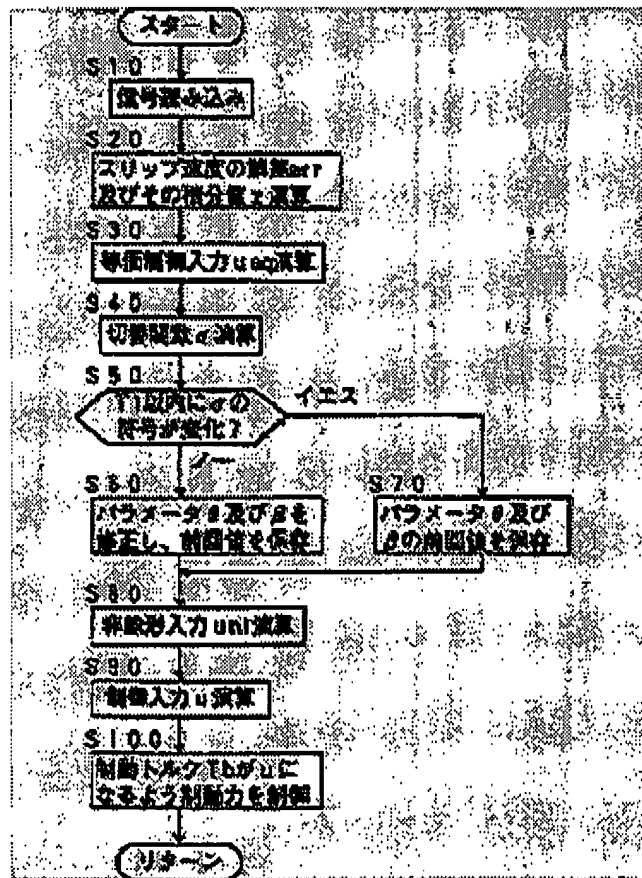 スタート
S10
信号読み込み
S20
スリップ速度の誤差err
及びその積分値z演算
S30
等価制御入力ueq演算
S40
切替関数σ演算
S50
T1以内にσの
符号が変化?
イエス
ノー
S60
パラメータθ及びβを
修正し、前回値を保存
S70
パラメータθ及び
βの前回値を保存
S80
非線形入力unl演算
S90
制御入力u演算
S100
制動トルクTbがuに
なるよう制動力を制御
リターン